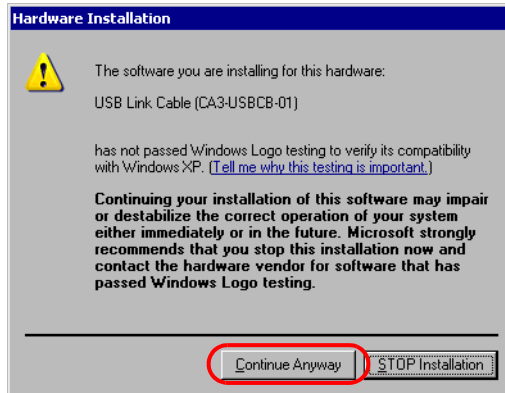 Hardware Installation
The software you are installing for this hardware:
USB Link Cable (CA3-USBCB-01)
has not passed Windows Logo testing to verify its compatibility
with Windows XP. (Tell me why this testing is important.)
Continuing your installation of this software may impair
or destabilize the correct operation of your system
either immediately or in the future. Microsoft strongly
recommends that you stop this installation now and
contact the hardware vendor for software that has
passed Windows Logo testing.
Continue Anyway
STOP Installation